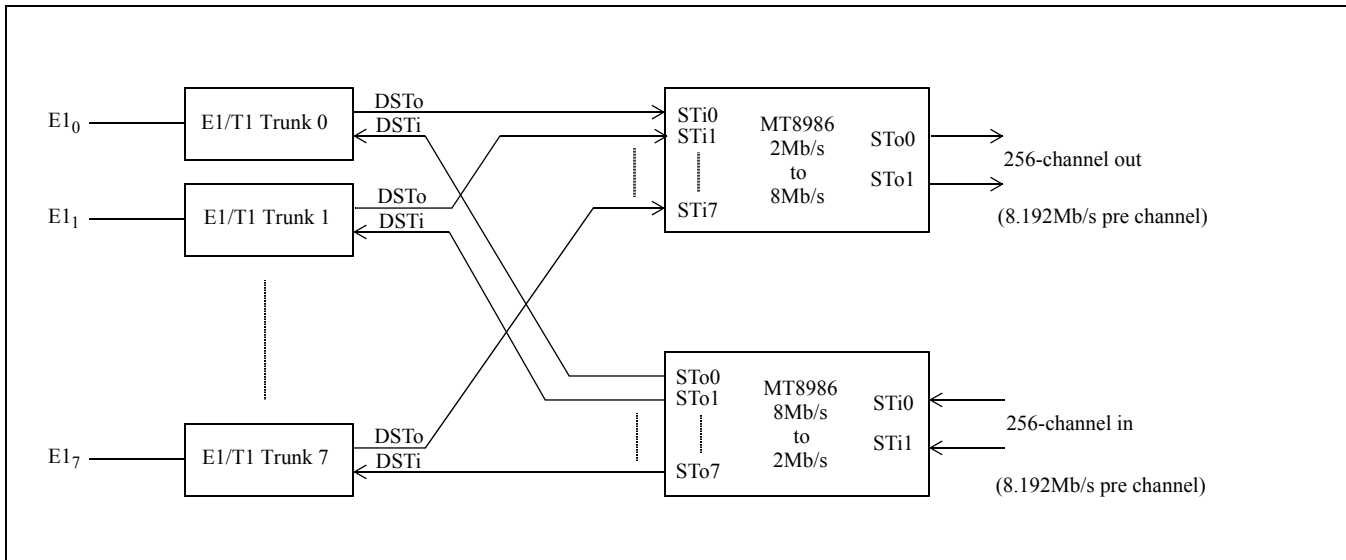 E1₀
E1/T1 Trunk 0
DSTo
DSTi
E1₁
E1/T1 Trunk 1
DSTo
DSTi
E1₇
E1/T1 Trunk 7
DSTo
DSTi
STi0
STi1
STi7
MT8986
2Mb/s
to
8Mb/s
STo0
STo1
256-channel out
(8.192Mb/s pre channel)
STo0
STo1
STo7
MT8986
8Mb/s
to
2Mb/s
STi0
STi1
256-channel in
(8.192Mb/s pre channel)